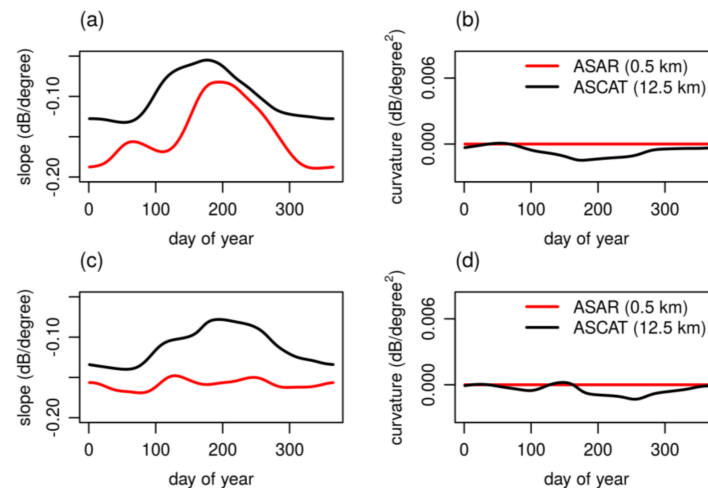 (a)
slope (dB/degree)
-0.10
-0.20
0 100 200 300
day of year
(b)
curvature (dB/degree²)
0.006
0.000
ASAR (0.5 km)
ASCAT (12.5 km)
0 100 200 300
day of year
(c)
slope (dB/degree)
-0.10
-0.20
0 100 200 300
day of year
(d)
curvature (dB/degree²)
0.006
0.000
ASAR (0.5 km)
ASCAT (12.5 km)
0 100 200 300
day of year